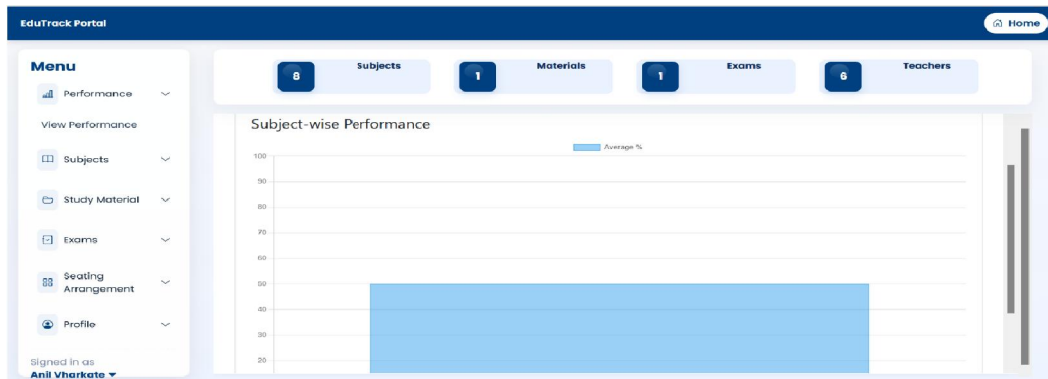 EduTrack Portal
Home
Menu
Performance
View Performance
Subjects
Study Material
Exams
Seating
Arrangement
Profile
Signed in as
Anil Vharkate
8 Subjects
1 Materials
1 Exams
6 Teachers
Subject-wise Performance
Average %
100
90
80
70
60
50
40
30
20